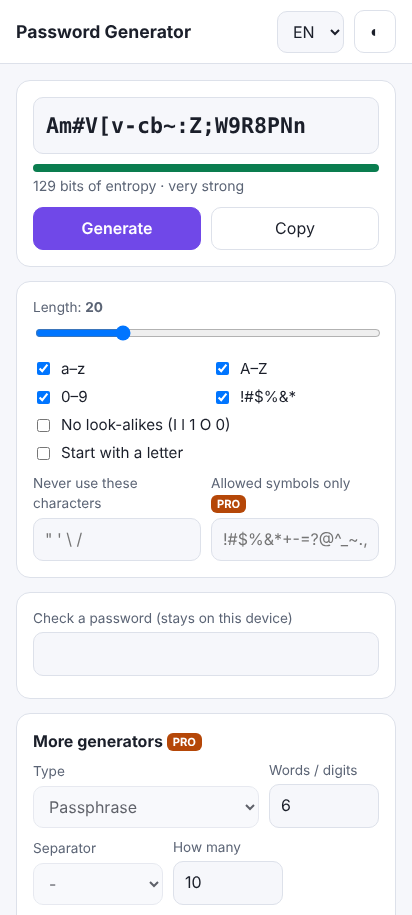 Password Generator
EN
Am#V[v-cb~:Z;W9R8PNn
129 bits of entropy · very strong
Generate Copy
Length: 20
a–z A–Z
0–9 !#$%&*
No look-alikes (I l 1 O 0)
Start with a letter
Never use these characters
Allowed symbols only PRO
" ' \ /
!#$%&*+-=?@^_~.,
Check a password (stays on this device)
More generators PRO
Type Words / digits
Passphrase 6
Separator How many
- 10